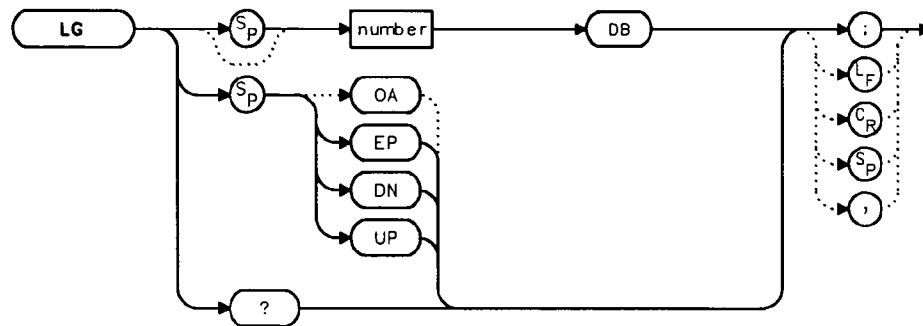 LG SP number DB ;
SP OA LF
EP CR
DN SP
UP ,
?